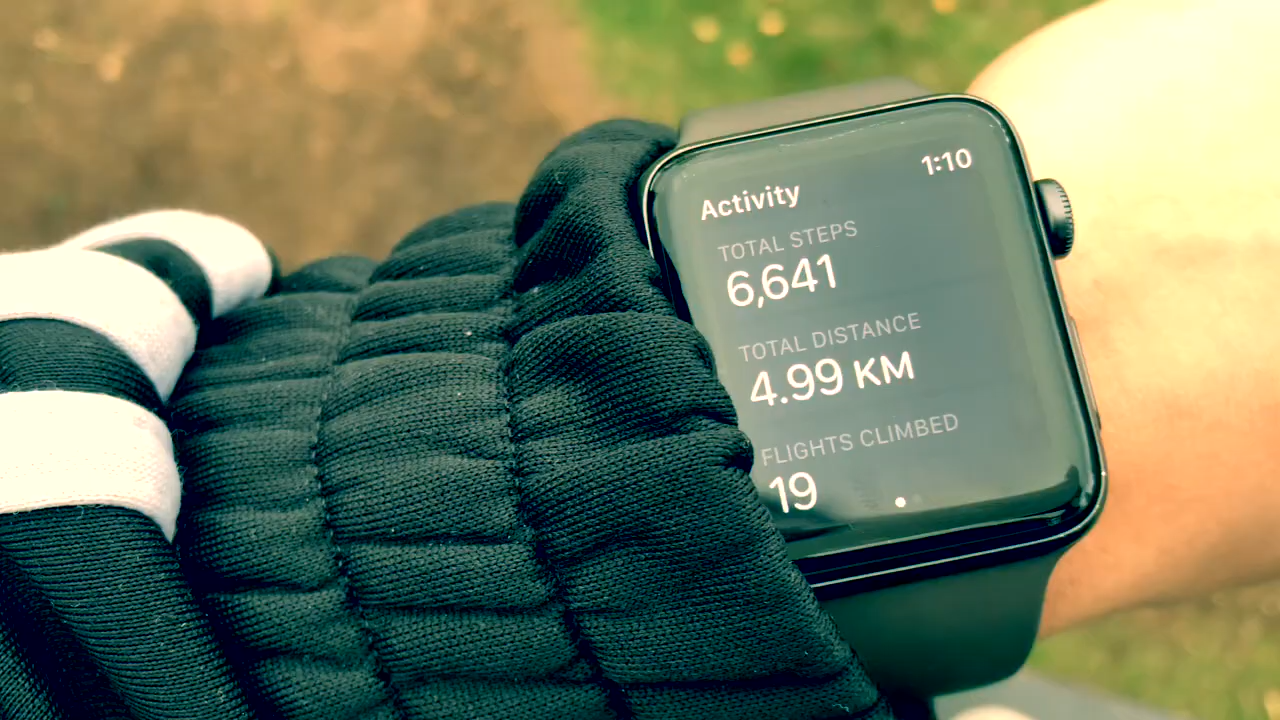 1:10
Activity
TOTAL STEPS
6,641
TOTAL DISTANCE
4.99 KM
FLIGHTS CLIMBED
19